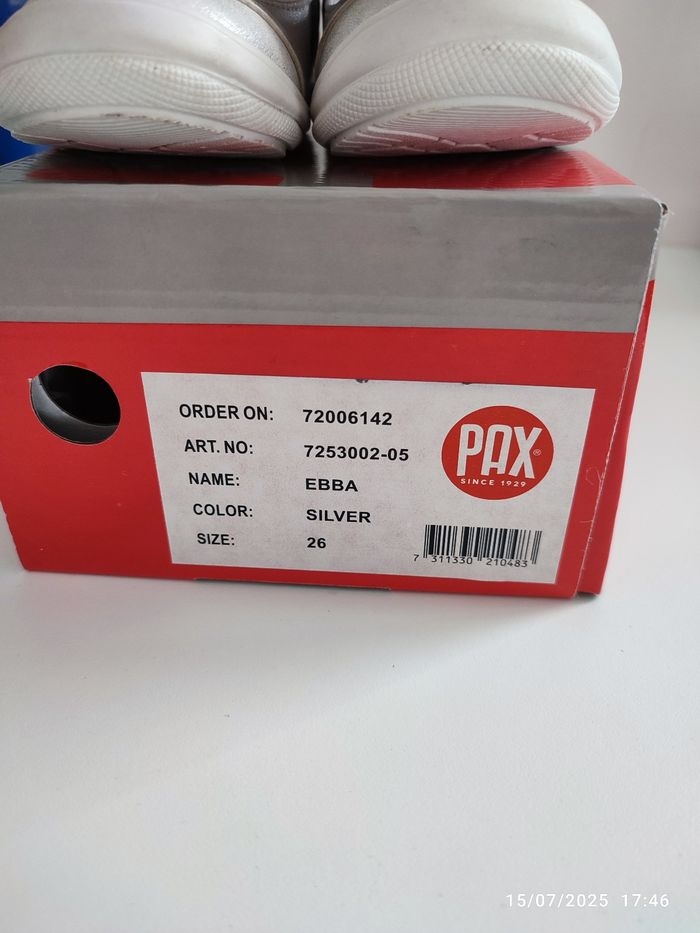 ORDER ON: 72006142
ART. NO: 7253002-05
NAME: EBBA
COLOR: SILVER
SIZE: 26
PAX®
SINCE 1929
7 311330 210483
15/07/2025 17:46